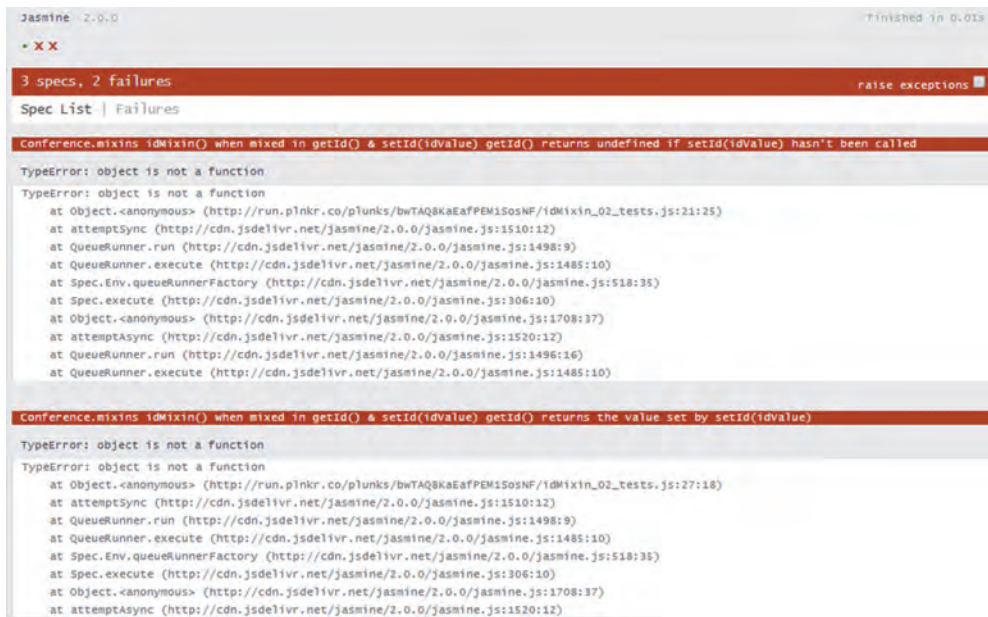 Jasmine 2.0.0
Finished in 0.01s
• X X
3 specs, 2 failures
raise exceptions
Spec List | Failures
Conference.mixins idMixin() when mixed in getId() & setId(idValue) getId() returns undefined if setId(idValue) hasn't been called
TypeError: object is not a function
TypeError: object is not a function
at Object.<anonymous> (http://run.plnkr.co/plunks/bwTAQ8KaEafPEM1SosNF/idMixin_02_tests.js:21:25)
at attemptSync (http://cdn.jsdelivr.net/jasmine/2.0.0/jasmine.js:1510:12)
at QueueRunner.run (http://cdn.jsdelivr.net/jasmine/2.0.0/jasmine.js:1498:9)
at QueueRunner.execute (http://cdn.jsdelivr.net/jasmine/2.0.0/jasmine.js:1485:10)
at Spec.Env.queueRunnerFactory (http://cdn.jsdelivr.net/jasmine/2.0.0/jasmine.js:518:35)
at Spec.execute (http://cdn.jsdelivr.net/jasmine/2.0.0/jasmine.js:306:10)
at Object.<anonymous> (http://cdn.jsdelivr.net/jasmine/2.0.0/jasmine.js:1708:37)
at attemptAsync (http://cdn.jsdelivr.net/jasmine/2.0.0/jasmine.js:1520:12)
at QueueRunner.run (http://cdn.jsdelivr.net/jasmine/2.0.0/jasmine.js:1496:16)
at QueueRunner.execute (http://cdn.jsdelivr.net/jasmine/2.0.0/jasmine.js:1485:10)
Conference.mixins idMixin() when mixed in getId() & setId(idValue) getId() returns the value set by setId(idValue)
TypeError: object is not a function
TypeError: object is not a function
at Object.<anonymous> (http://run.plnkr.co/plunks/bwTAQ8KaEafPEM1SosNF/idMixin_02_tests.js:27:18)
at attemptSync (http://cdn.jsdelivr.net/jasmine/2.0.0/jasmine.js:1510:12)
at QueueRunner.run (http://cdn.jsdelivr.net/jasmine/2.0.0/jasmine.js:1498:9)
at QueueRunner.execute (http://cdn.jsdelivr.net/jasmine/2.0.0/jasmine.js:1485:10)
at Spec.Env.queueRunnerFactory (http://cdn.jsdelivr.net/jasmine/2.0.0/jasmine.js:518:35)
at Spec.execute (http://cdn.jsdelivr.net/jasmine/2.0.0/jasmine.js:306:10)
at Object.<anonymous> (http://cdn.jsdelivr.net/jasmine/2.0.0/jasmine.js:1708:37)
at attemptAsync (http://cdn.jsdelivr.net/jasmine/2.0.0/jasmine.js:1520:12)